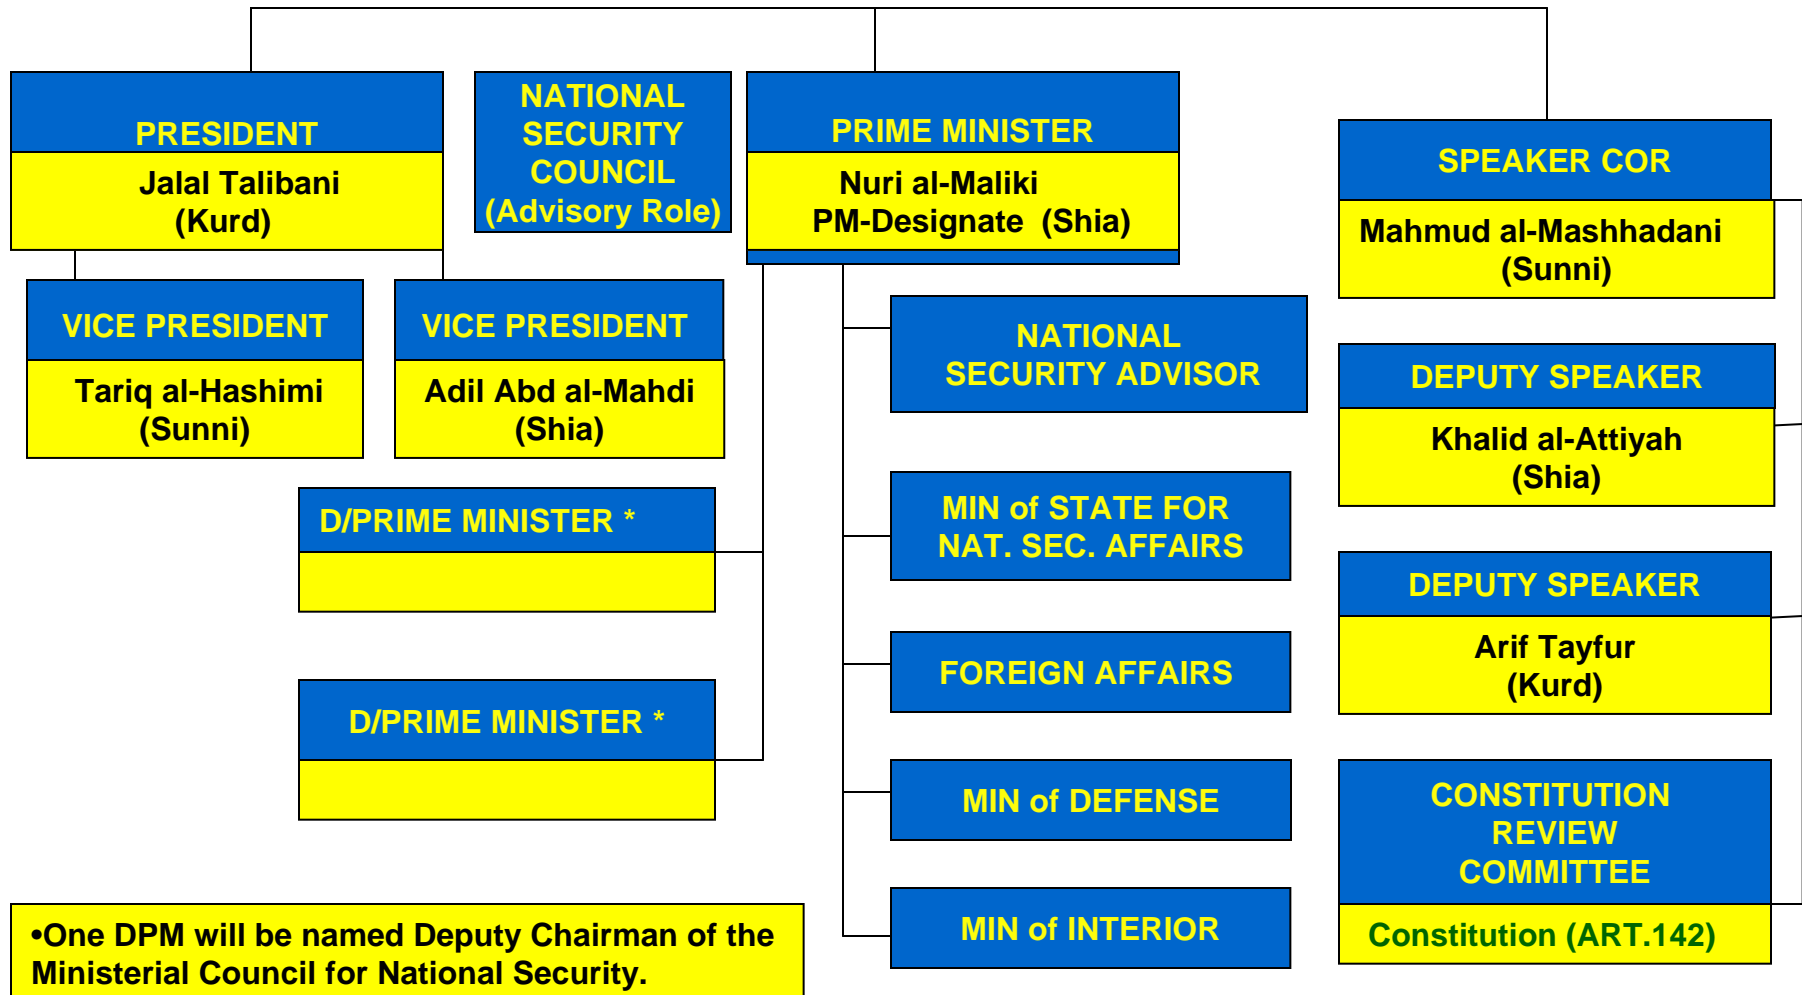 PRESIDENT
Jalal Talibani
(Kurd)
NATIONAL
SECURITY
COUNCIL
(Advisory Role)
PRIME MINISTER
Nuri al-Maliki
PM-Designate (Shia)
SPEAKER COR
Mahmud al-Mashhadani
(Sunni)
VICE PRESIDENT
Tariq al-Hashimi
(Sunni)
VICE PRESIDENT
Adil Abd al-Mahdi
(Shia)
D/PRIME MINISTER *
D/PRIME MINISTER *
NATIONAL
SECURITY ADVISOR
MIN of STATE FOR
NAT. SEC. AFFAIRS
FOREIGN AFFAIRS
MIN of DEFENSE
MIN of INTERIOR
DEPUTY SPEAKER
Khalid al-Attiyah
(Shia)
DEPUTY SPEAKER
Arif Tayfur
(Kurd)
CONSTITUTION
REVIEW
COMMITTEE
Constitution (ART.142)
•One DPM will be named Deputy Chairman of the
Ministerial Council for National Security.